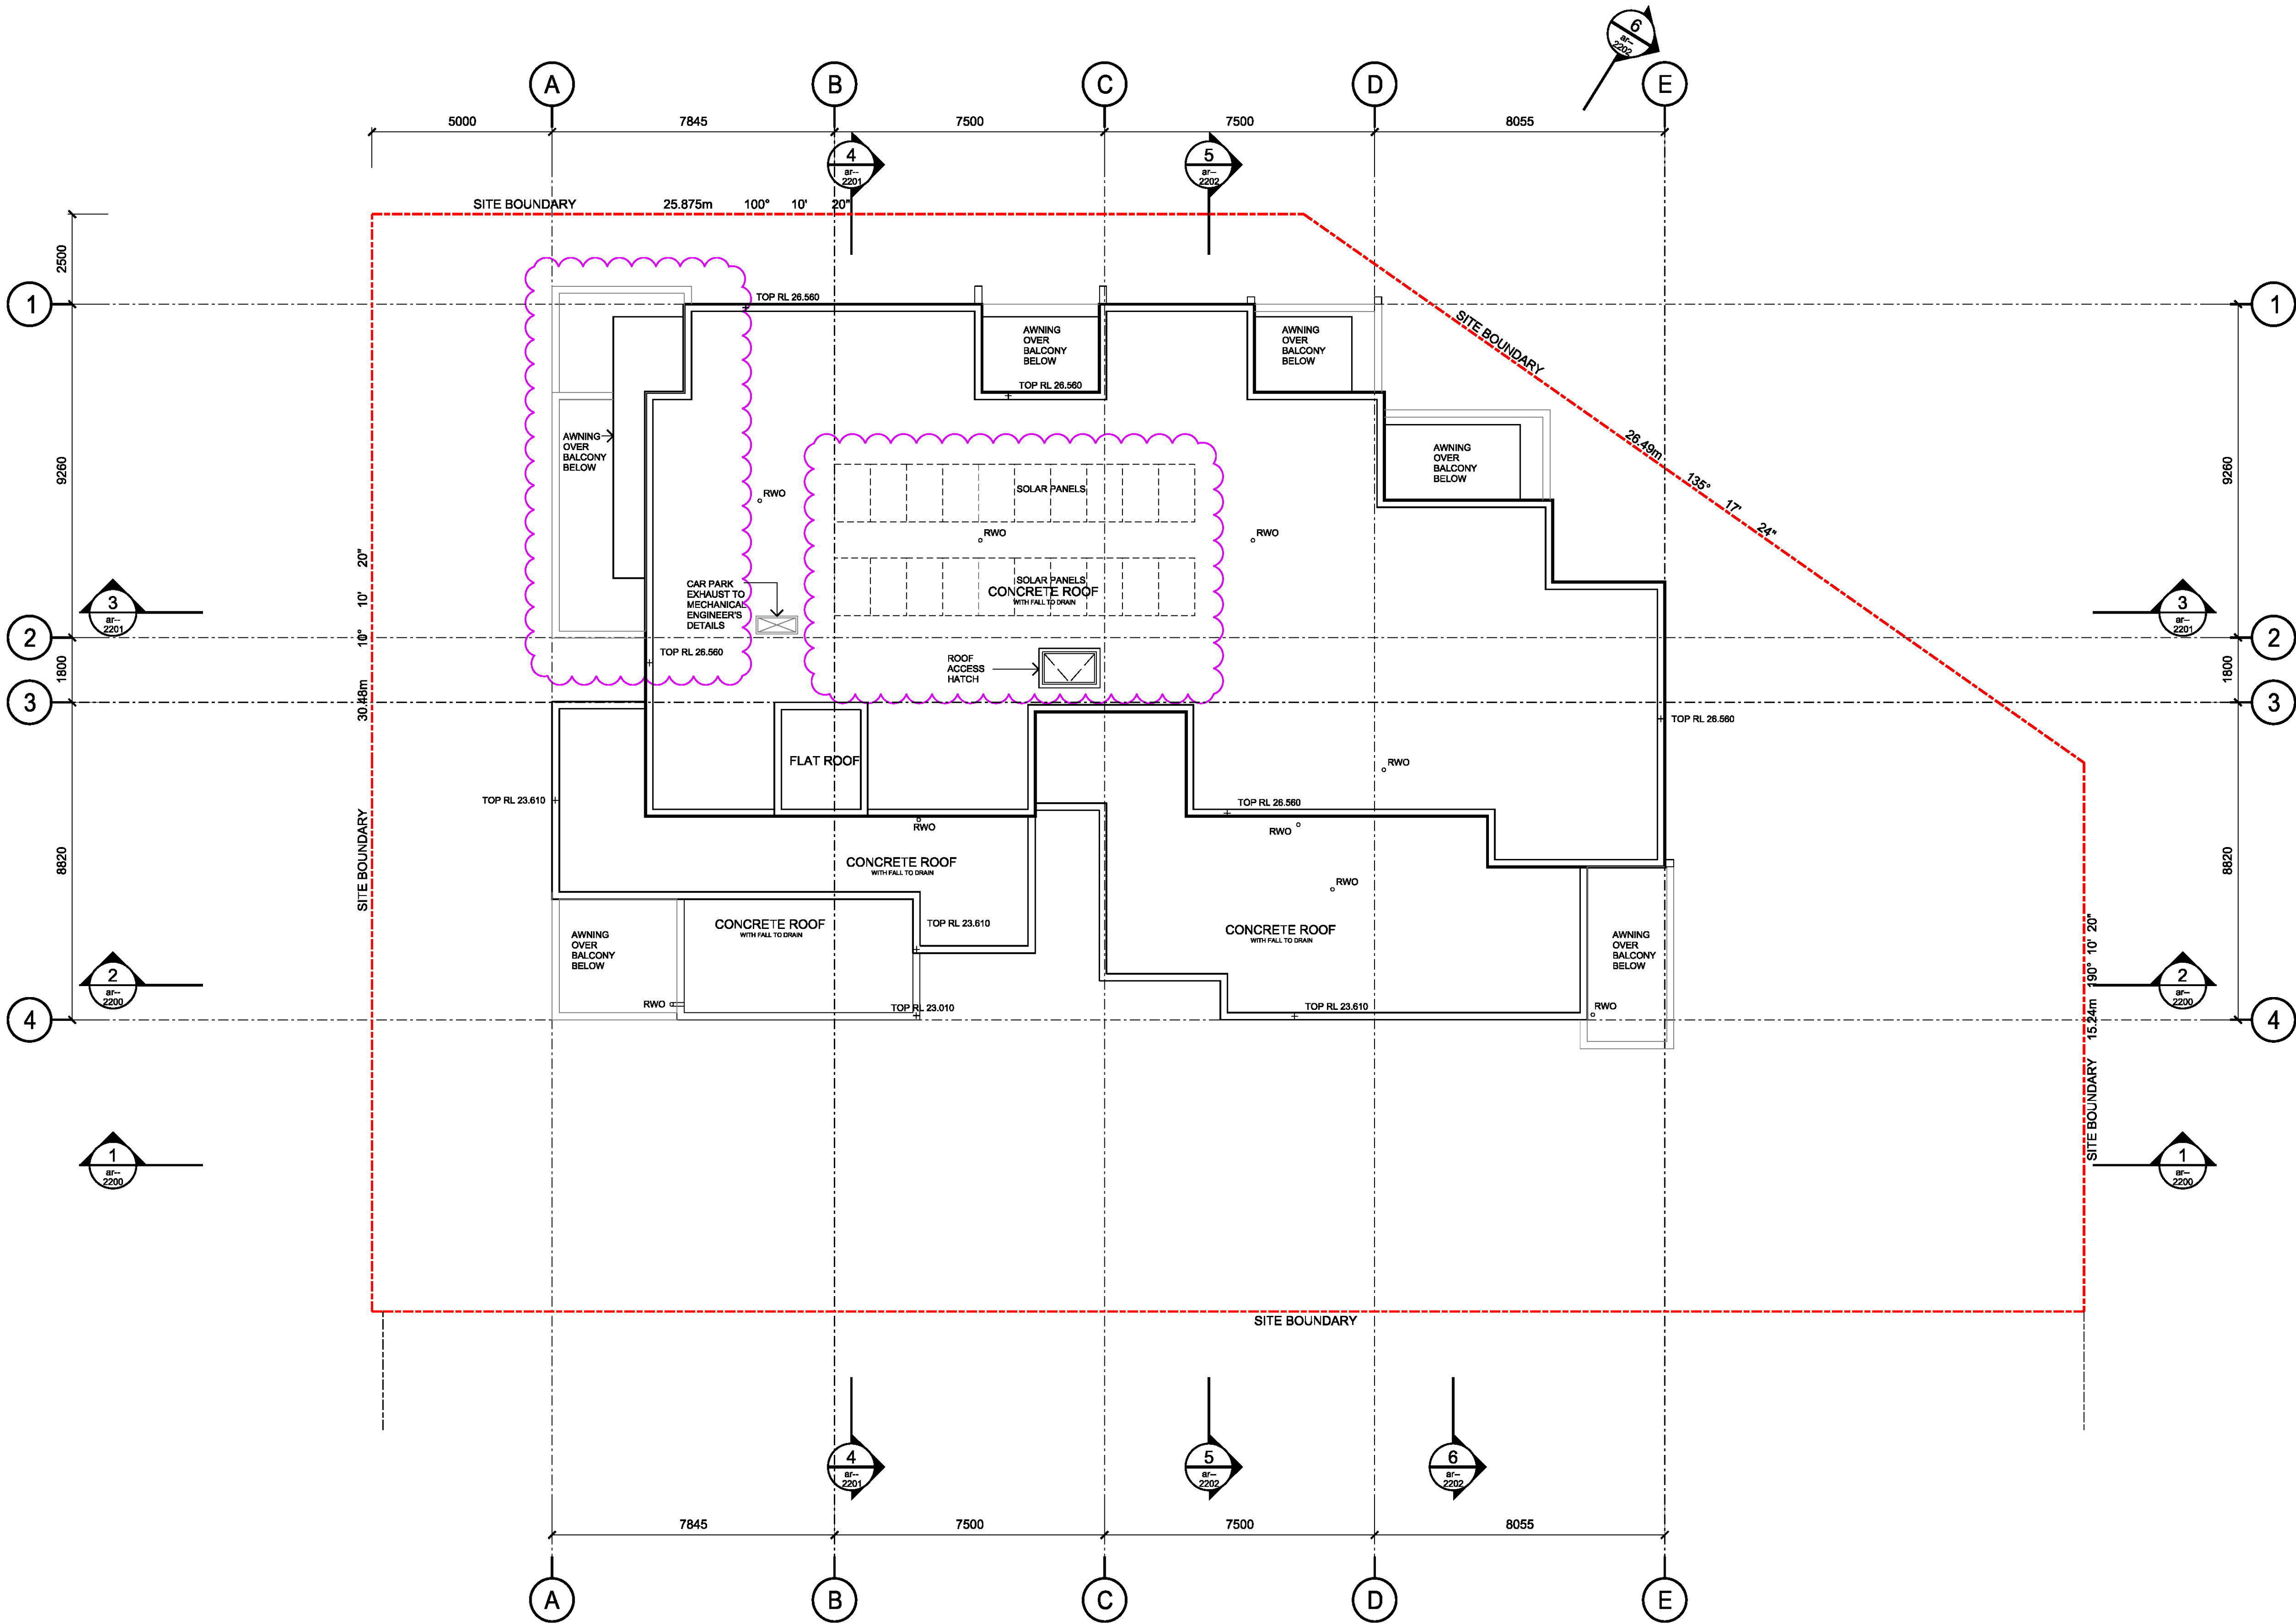 6
ar--
2202
A
B
C
D
E
5000
7845
7500
7500
8055
4
ar--
2201
5
ar--
2202
SITE BOUNDARY
25.875m
100°
10'
20"
2500
1
1
TOP RL 26.560
SITE BOUNDARY
26.49m
135°
17'
24"
AWNING
OVER
BALCONY
BELOW
AWNING
OVER
BALCONY
BELOW
TOP RL 26.560
AWNING
OVER
BALCONY
BELOW
AWNING
OVER
BALCONY
BELOW
9260
9260
SOLAR PANELS
RWO
RWO
RWO
SITE BOUNDARY
30.48m
10°
10'
20"
CAR PARK
EXHAUST TO
MECHANICAL
ENGINEER'S
DETAILS
SOLAR PANELS
CONCRETE ROOF
WITH FALL TO DRAIN
3
ar--
2201
3
ar--
2201
2
2
TOP RL 26.560
ROOF
ACCESS
HATCH
1800
1800
3
3
TOP RL 26.560
FLAT ROOF
RWO
TOP RL 23.610
TOP RL 26.560
RWO
RWO
8820
8820
CONCRETE ROOF
WITH FALL TO DRAIN
RWO
CONCRETE ROOF
WITH FALL TO DRAIN
TOP RL 23.610
CONCRETE ROOF
WITH FALL TO DRAIN
AWNING
OVER
BALCONY
BELOW
AWNING
OVER
BALCONY
BELOW
2
ar--
2200
2
ar--
2200
RWO
TOP RL 23.010
TOP RL 23.610
RWO
4
4
SITE BOUNDARY
15.24m
190°
10'
20"
1
ar--
2200
1
ar--
2200
SITE BOUNDARY
4
ar--
2201
5
ar--
2202
6
ar--
2202
7845
7500
7500
8055
A
B
C
D
E